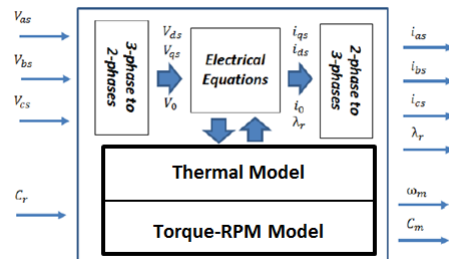 V_as
V_bs
V_cs
C_r
3-phase to
2-phases
V_ds
V_qs
V_0
Electrical
Equations
i_qs
i_ds
i_0
λ_r
2-phase to
3-phases
Thermal Model
Torque-RPM Model
i_as
i_bs
i_cs
λ_r
ω_m
C_m